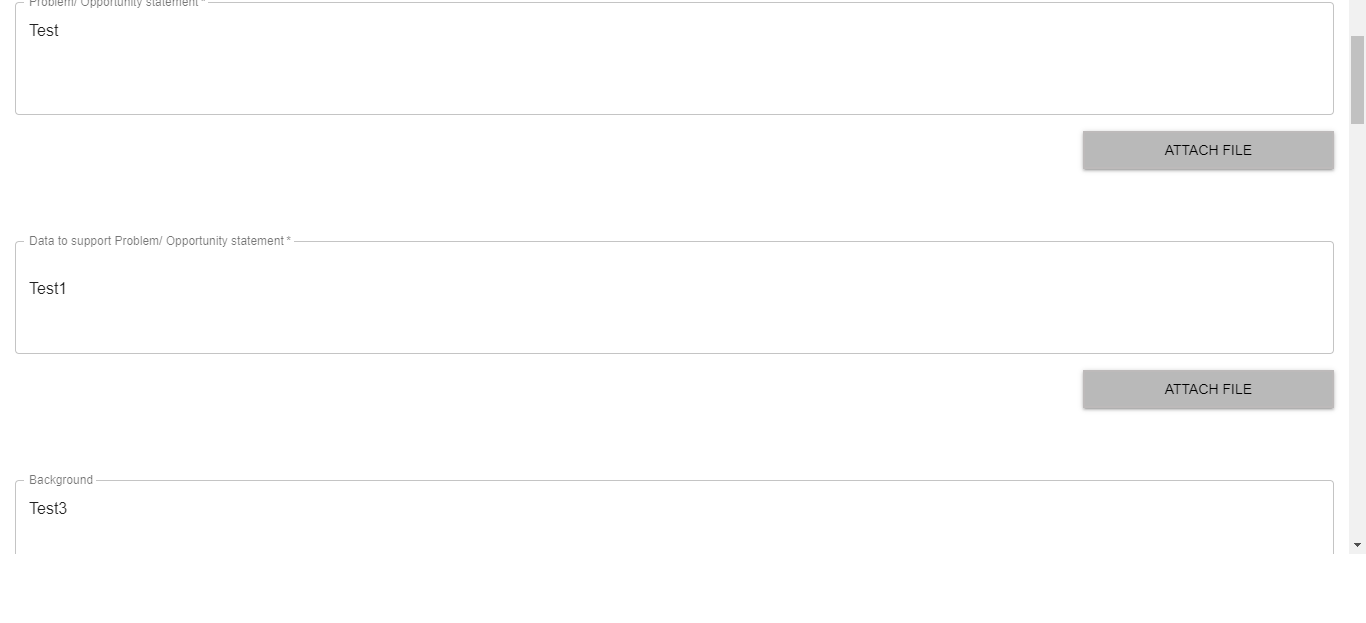 Problem/ Opportunity statement *
Test
ATTACH FILE
Data to support Problem/ Opportunity statement *
Test1
ATTACH FILE
Background
Test3